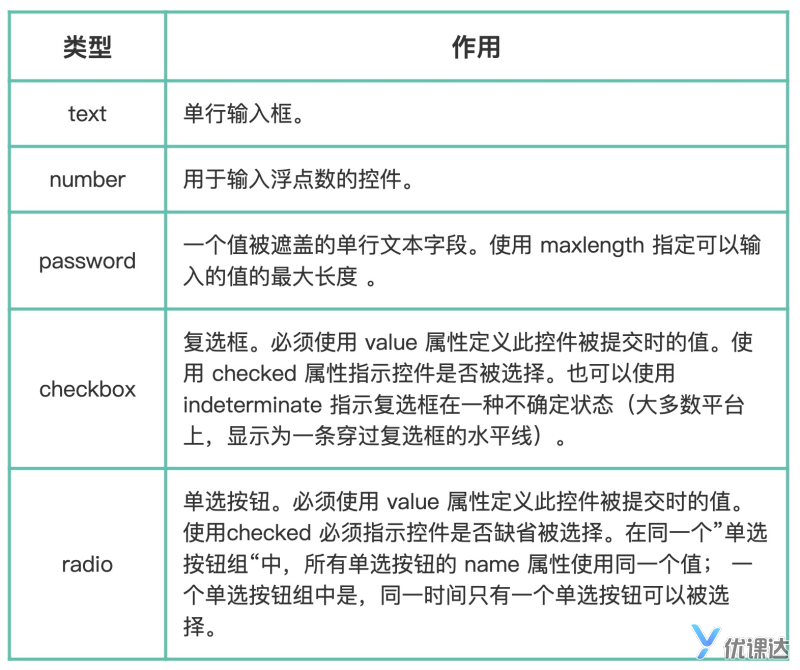 类型 作用
text 单行输入框。
number 用于输入浮点数的控件。
password 一个值被遮盖的单行文本字段。使用 maxlength 指定可以输
入的值的最大长度 。
checkbox 复选框。必须使用 value 属性定义此控件被提交时的值。使
用 checked 属性指示控件是否被选择。也可以使用
indeterminate 指示复选框在一种不确定状态（大多数平台
上，显示为一条穿过复选框的水平线）。
radio 单选按钮。必须使用 value 属性定义此控件被提交时的值。
使用checked 必须指示控件是否缺省被选择。在同一个”单选
按钮组“中，所有单选按钮的 name 属性使用同一个值； 一
个单选按钮组中是，同一时间只有一个单选按钮可以被选
择。
优课达